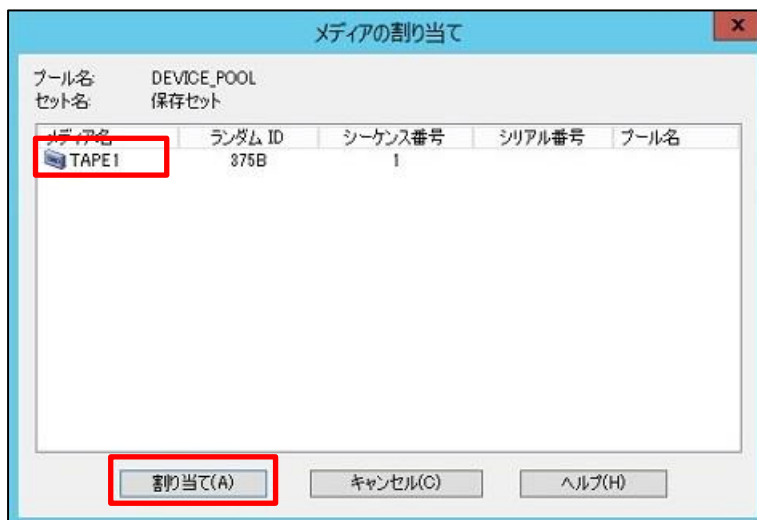 メディアの割り当て
x
プール名: DEVICE_POOL
セット名: 保存セット
メディア名 ランダム ID シーケンス番号 シリアル番号 プール名
TAPE1 375B 1
割り当て(A) キャンセル(C) ヘルプ(H)